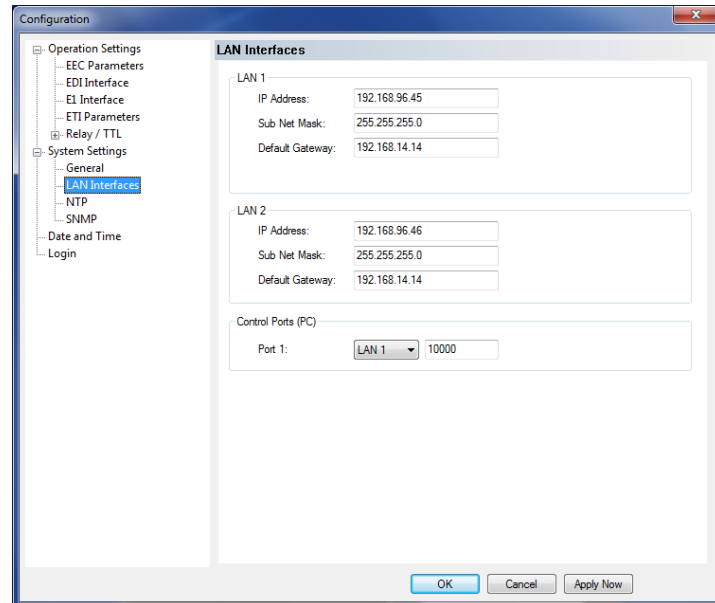 Configuration
Operation Settings
EEC Parameters
EDI Interface
E1 Interface
ETI Parameters
Relay / TTL
System Settings
General
LAN Interfaces
NTP
SNMP
Date and Time
Login
LAN Interfaces
LAN 1
IP Address: 192.168.96.45
Sub Net Mask: 255.255.255.0
Default Gateway: 192.168.14.14
LAN 2
IP Address: 192.168.96.46
Sub Net Mask: 255.255.255.0
Default Gateway: 192.168.14.14
Control Ports (PC)
Port 1: LAN 1 10000
OK Cancel Apply Now